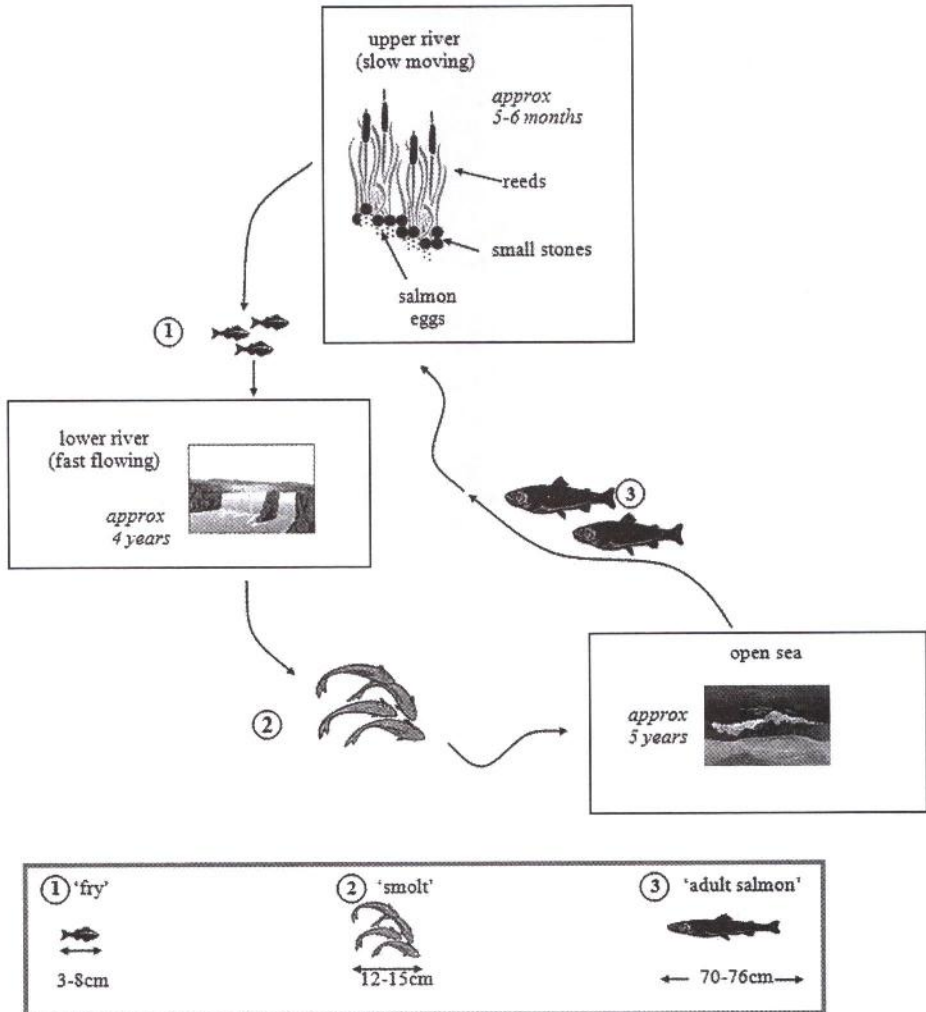 upper river
(slow moving)
approx
5-6 months
reeds
small stones
salmon
eggs
1
lower river
(fast flowing)
approx
4 years
3
open sea
approx
5 years
2
1 'fry'
3-8cm
2 'smolt'
12-15cm
3 'adult salmon'
70-76cm